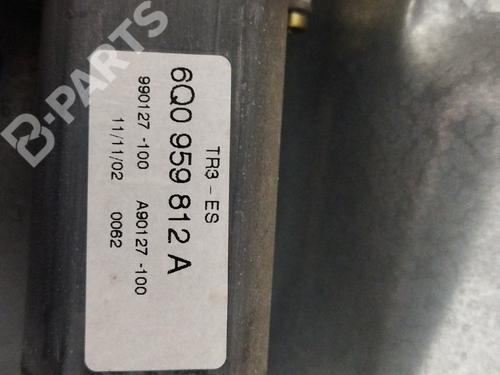 TR3 - ES
6Q0 959 812 A
990127 -100 A90127 -100
11/11/02 0062
B-PARTS